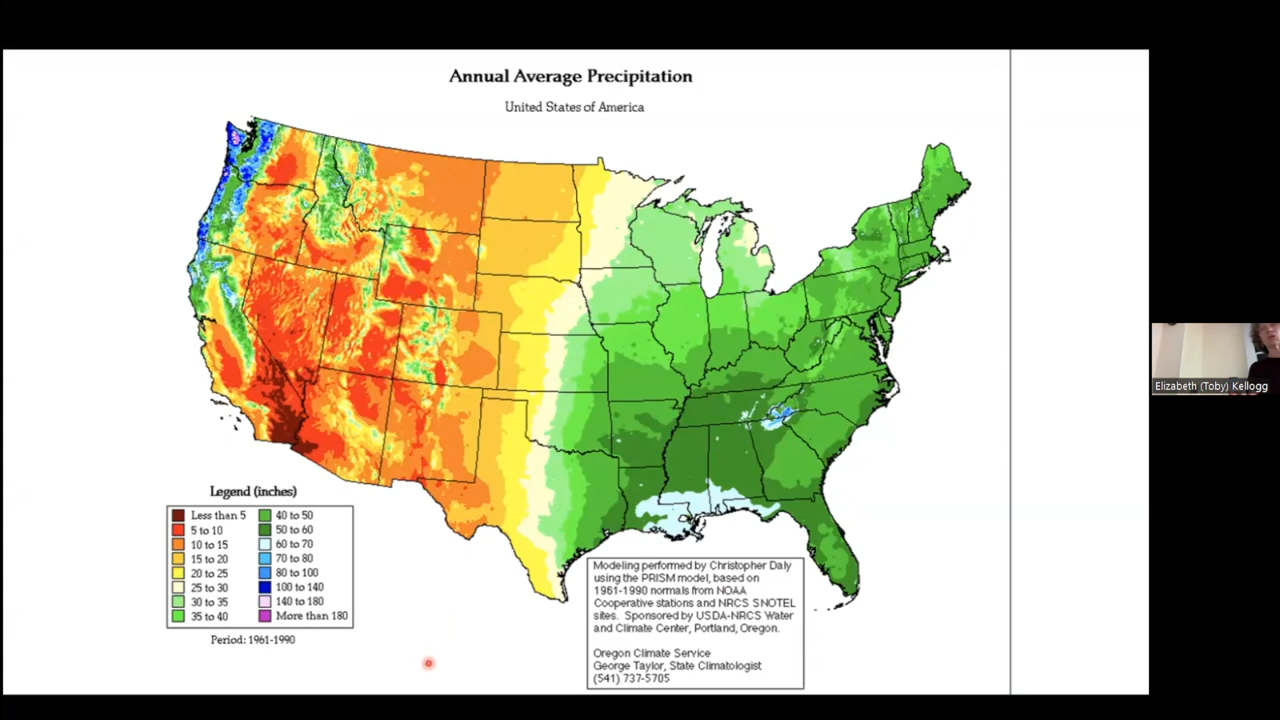 Annual Average Precipitation
United States of America
Legend (inches)
Less than 5
5 to 10
10 to 15
15 to 20
20 to 25
25 to 30
30 to 35
35 to 40
40 to 50
50 to 60
60 to 70
70 to 80
80 to 100
100 to 140
140 to 180
More than 180
Period: 1961-1990
Modeling performed by Christopher Daly
using the PRISM model, based on
1961-1990 normals from NOAA
Cooperative stations and NRCS SNOTEL
sites. Sponsored by USDA-NRCS Water
and Climate Center, Portland, Oregon.
Oregon Climate Service
George Taylor, State Climatologist
(541) 737-5705
Elizabeth (Toby) Kellogg